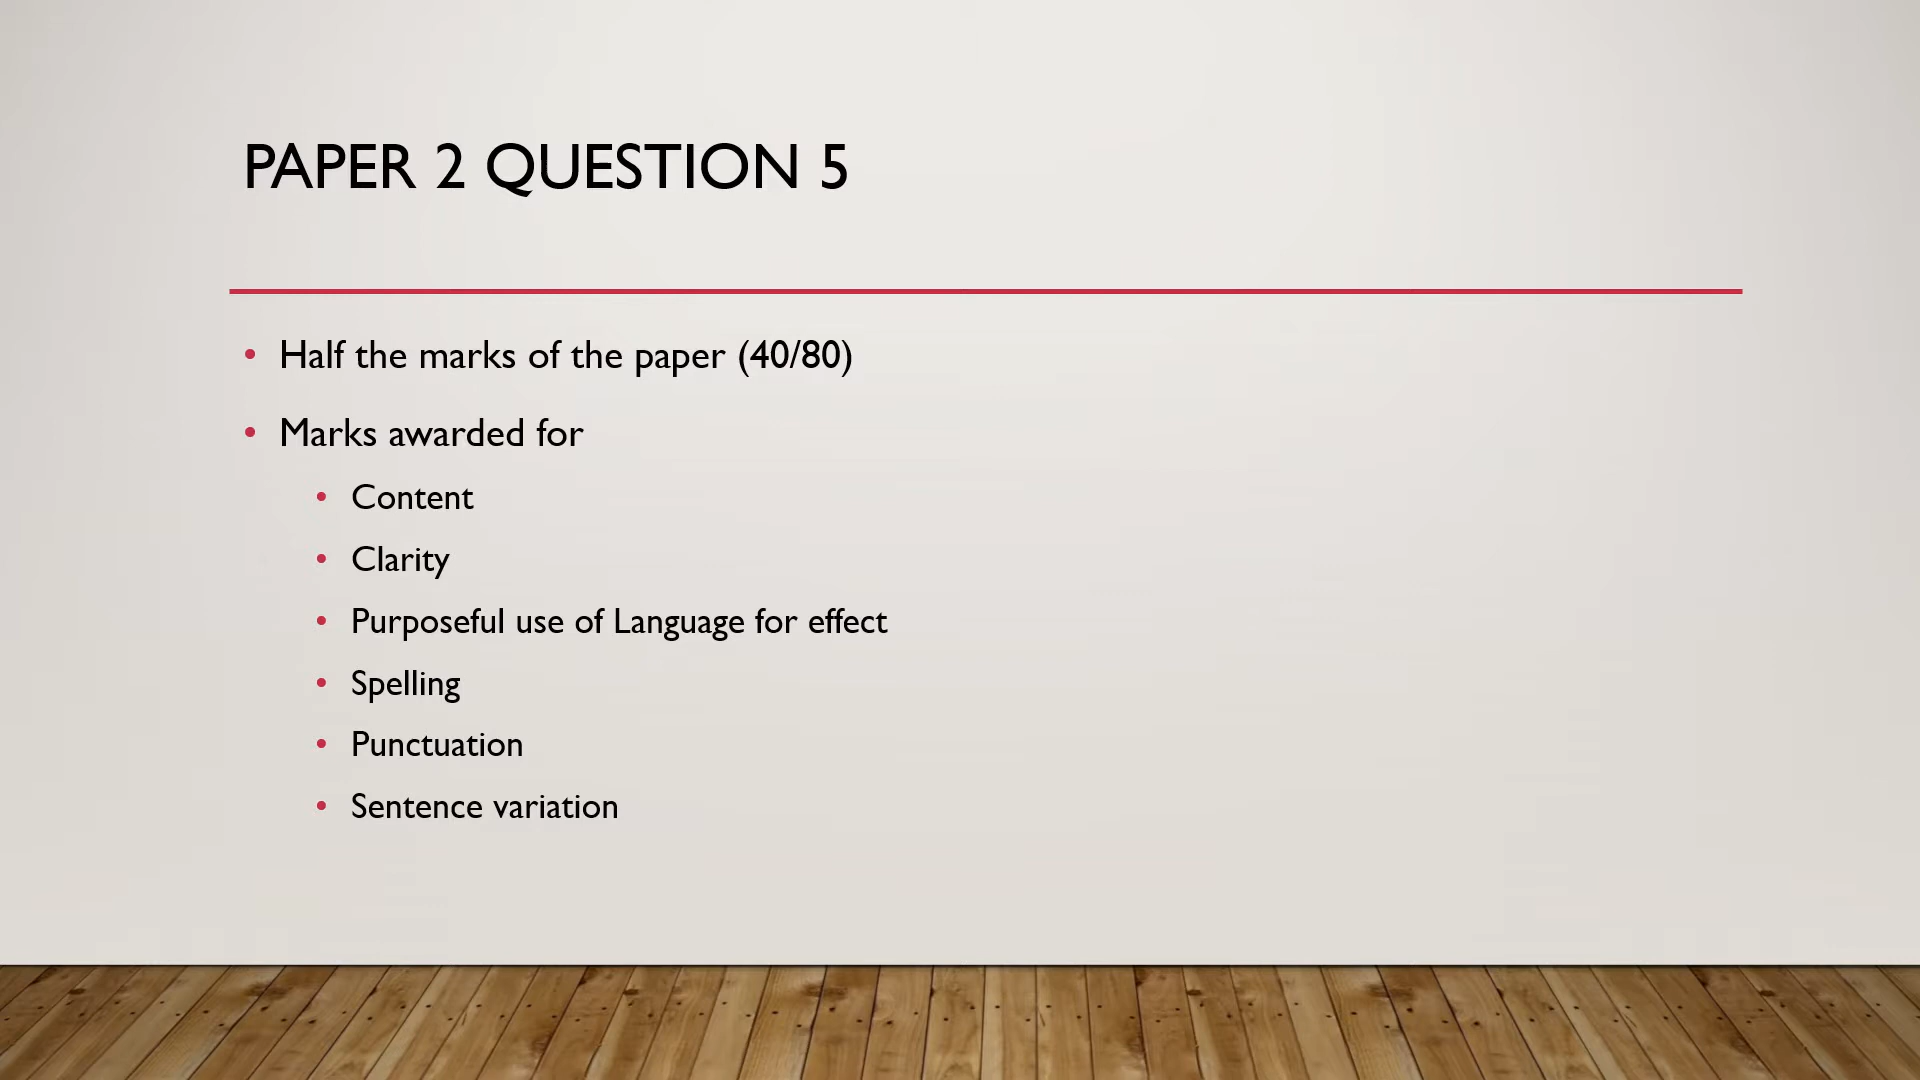 PAPER 2 QUESTION 5
• Half the marks of the paper (40/80)
• Marks awarded for
• Content
• Clarity
• Purposeful use of Language for effect
• Spelling
• Punctuation
• Sentence variation